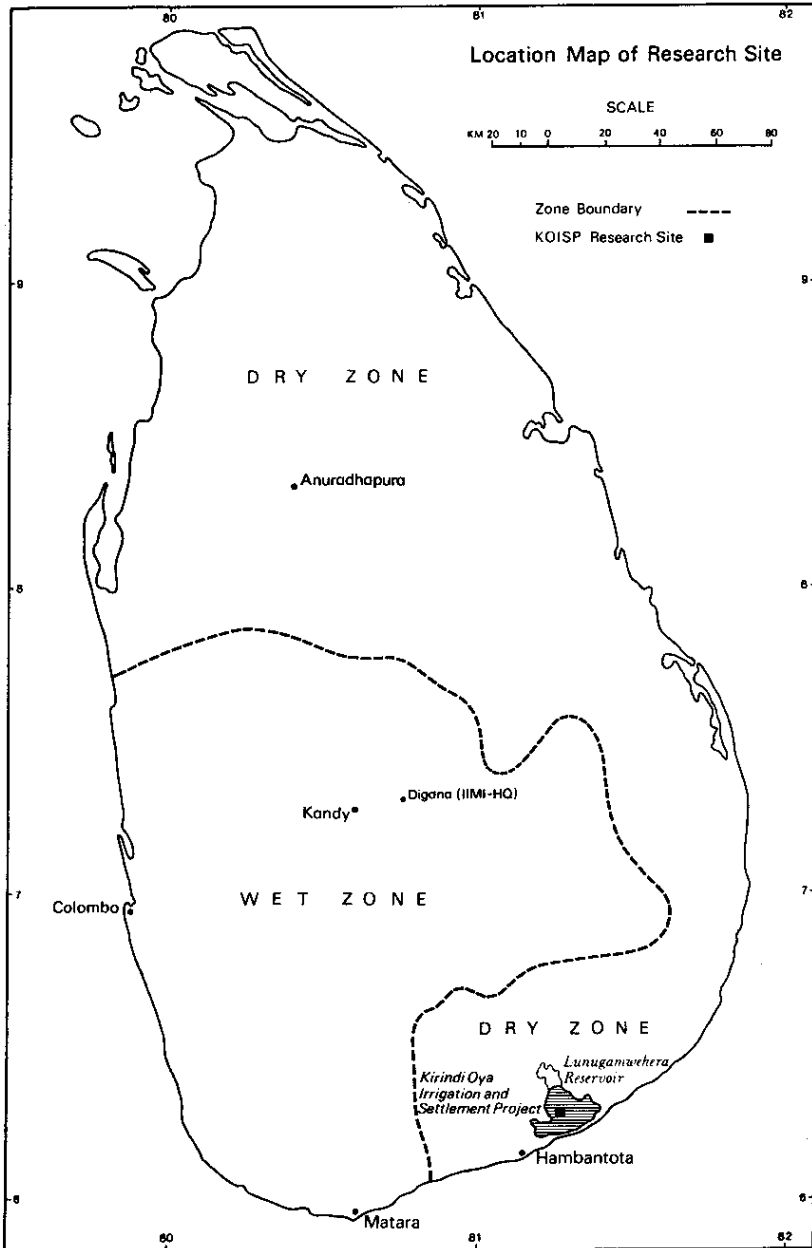 80 81 82
Location Map of Research Site
SCALE
KM 20 10 0 20 40 60 80
Zone Boundary
KOISP Research Site
9 9
DRY ZONE
Anuradhapura
8 8
Digana (IIMI-HQ)
Kandy
7 7
WET ZONE
Colombo
DRY ZONE
Lunugamwehera
Reservoir
Kirindi Oya
Irrigation and
Settlement Project
Hambantota
6 6
Matara
80 81 82